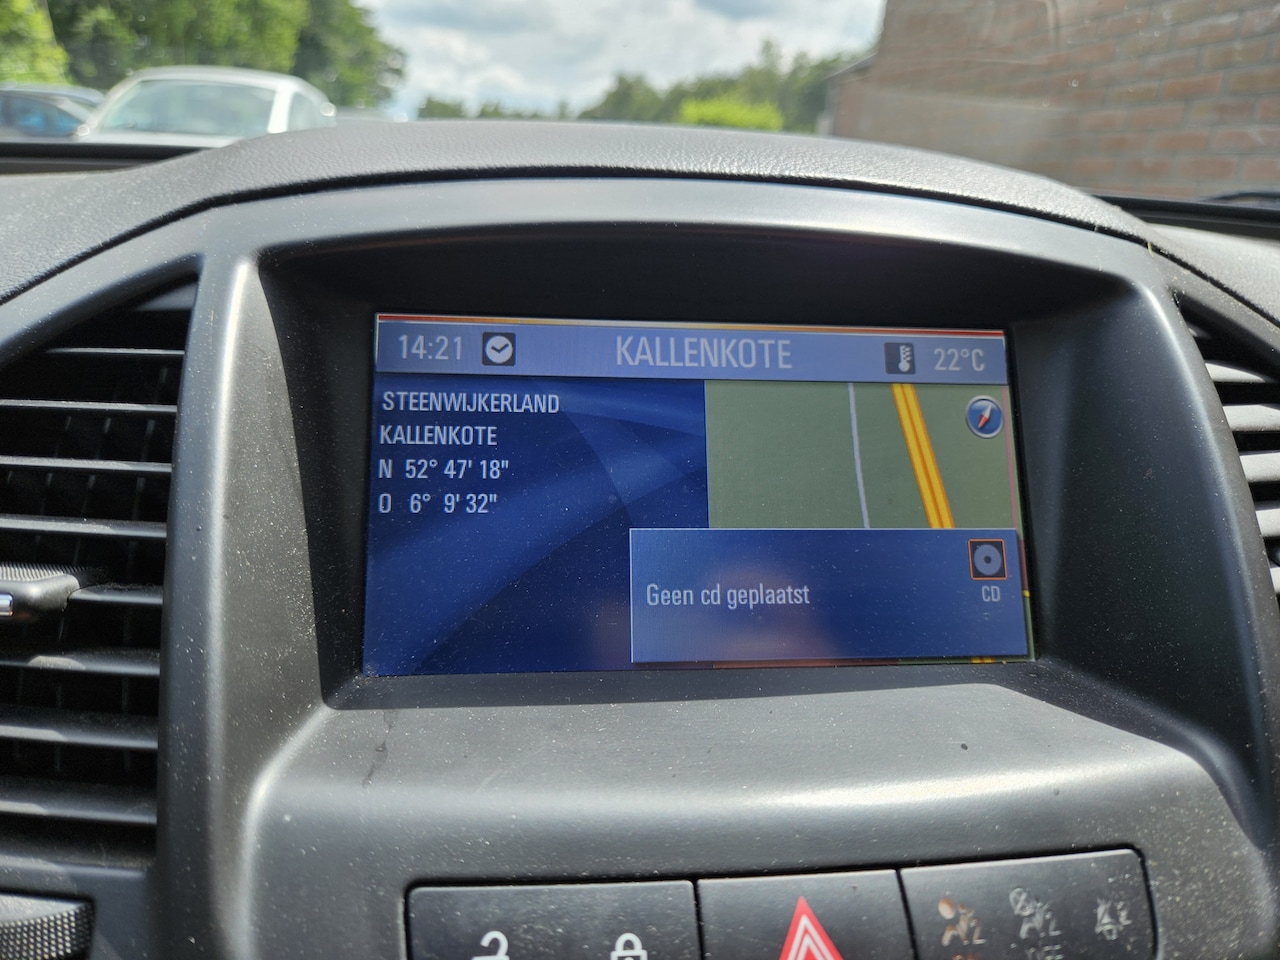 14:21 KALLENKOTE 22°C
STEENWIJKERLAND
KALLENKOTE
N 52° 47' 18"
O 6° 9' 32"
Geen cd geplaatst
CD